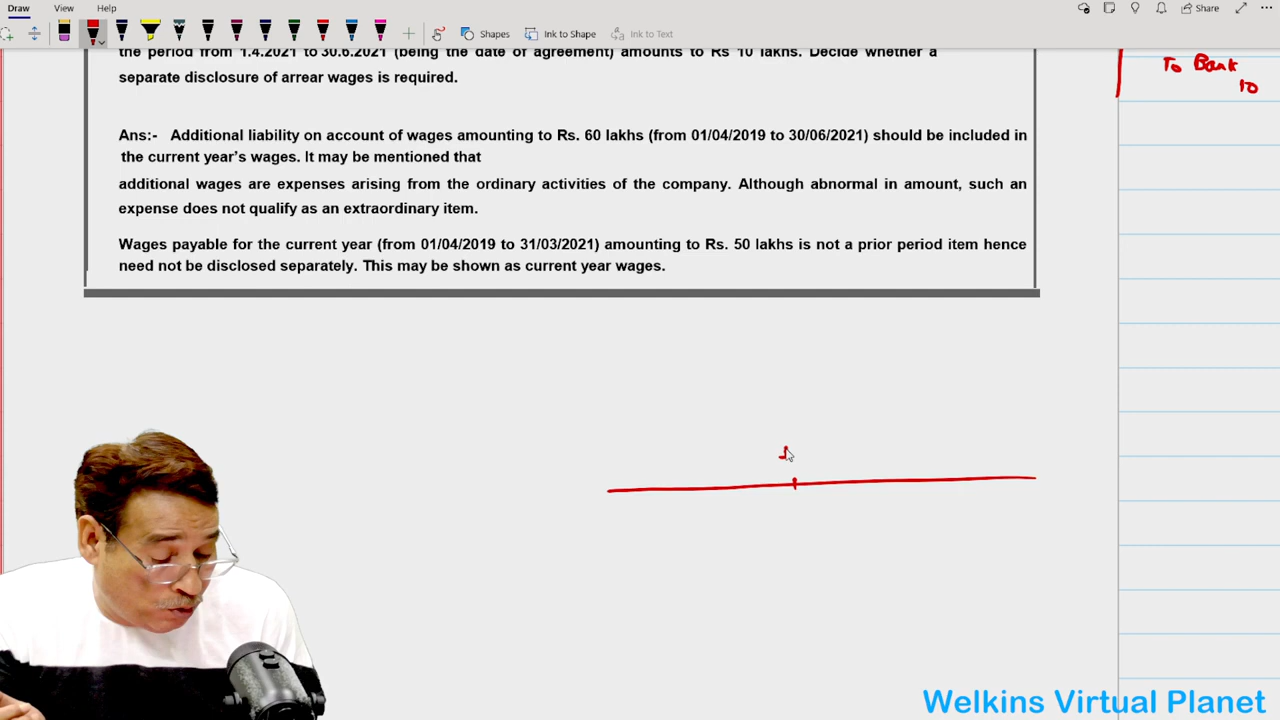 Draw View Help Share
Shapes Ink to Shape Ink to Text
the period from 1.4.2021 to 30.6.2021 (being the date of agreement) amounts to Rs 10 lakhs. Decide whether a
To Bank
separate disclosure of arrear wages is required.
10
Ans:- Additional liability on account of wages amounting to Rs. 60 lakhs (from 01/04/2019 to 30/06/2021) should be included in
the current year's wages. It may be mentioned that
additional wages are expenses arising from the ordinary activities of the company. Although abnormal in amount, such an
expense does not qualify as an extraordinary item.
Wages payable for the current year (from 01/04/2019 to 31/03/2021) amounting to Rs. 50 lakhs is not a prior period item hence
need not be disclosed separately. This may be shown as current year wages.
Welkins Virtual Planet